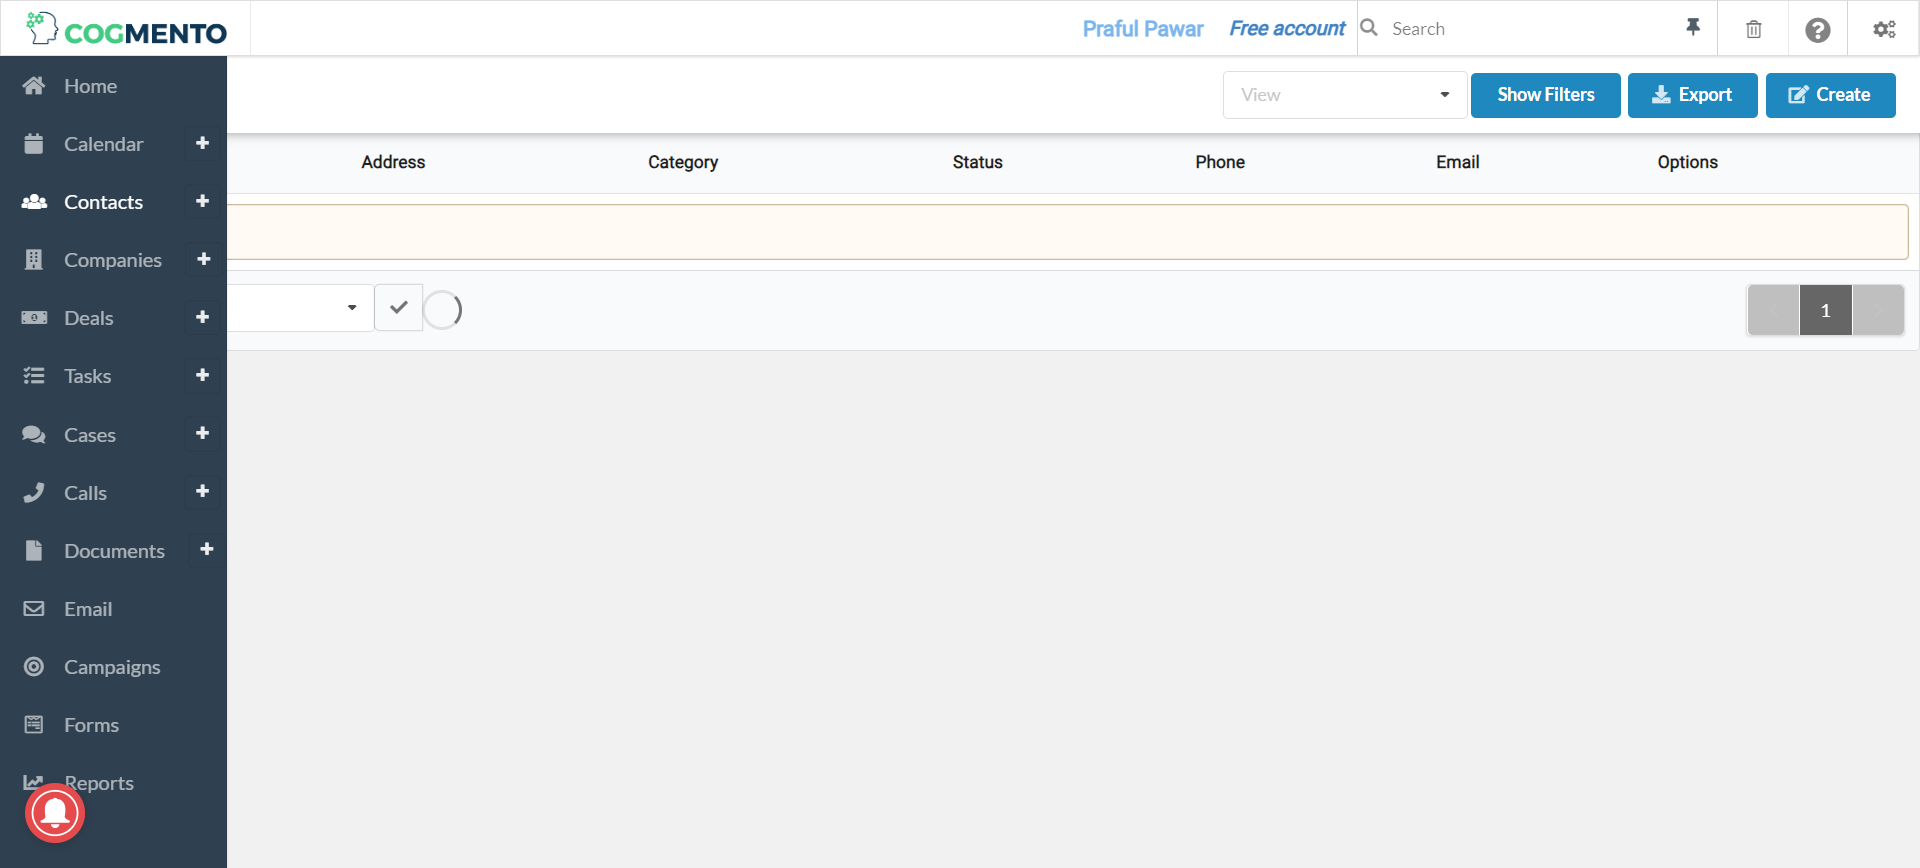 COGMENTO
Praful Pawar
Free account
Search
View
Show Filters
Export
Create
Home
Calendar
Contacts
Companies
Deals
Tasks
Cases
Calls
Documents
Email
Campaigns
Forms
Reports
Address
Category
Status
Phone
Email
Options
1